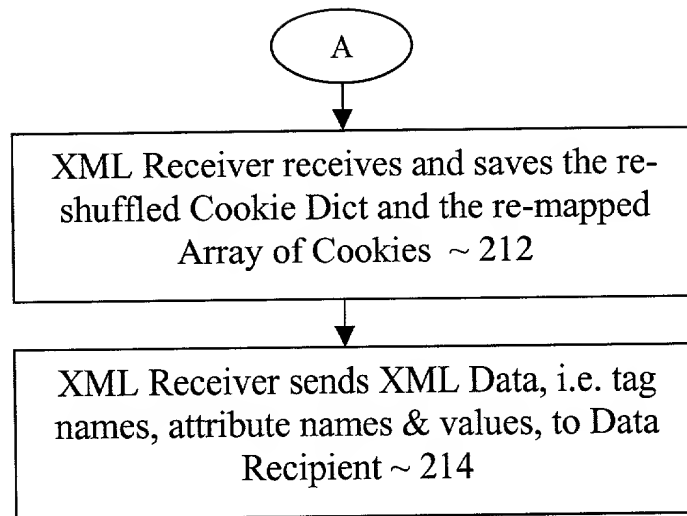 A
XML Receiver receives and saves the re-
shuffled Cookie Dict and the re-mapped
Array of Cookies ~ 212
XML Receiver sends XML Data, i.e. tag
names, attribute names & values, to Data
Recipient ~ 214